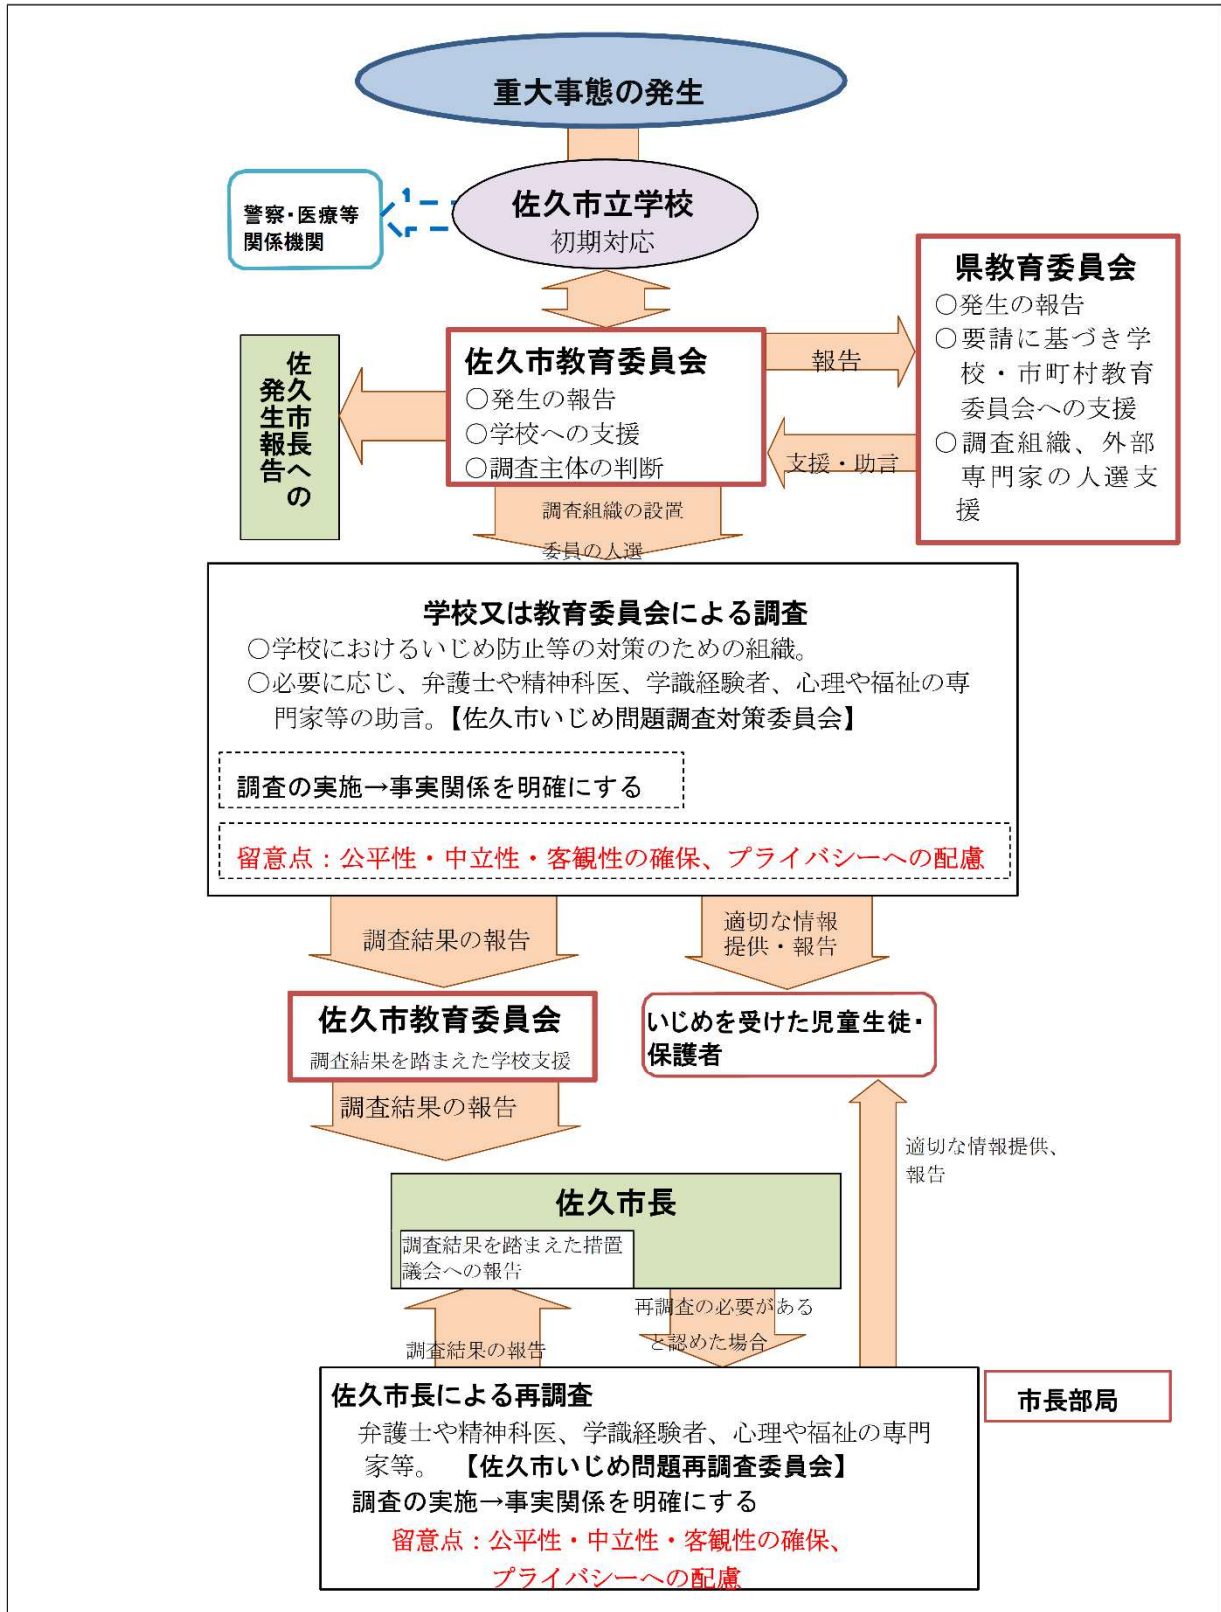 重大事態の発生
佐久市立学校
初期対応
警察・医療等
関係機関
県教育委員会
○発生の報告
○要請に基づき学
校・市町村教育
委員会への支援
○調査組織、外部
専門家の人選支
援
佐久市教育委員会
○発生の報告
○学校への支援
○調査主体の判断
報告
支援・助言
佐久市長への
発生報告
調査組織の設置
委員の人選
学校又は教育委員会による調査
○学校におけるいじめ防止等の対策のための組織。
○必要に応じ、弁護士や精神科医、学識経験者、心理や福祉の専
門家等の助言。【佐久市いじめ問題調査対策委員会】
調査の実施→事実関係を明確にする
留意点：公平性・中立性・客観性の確保、プライバシーへの配慮
調査結果の報告
適切な情報
提供・報告
佐久市教育委員会
調査結果を踏まえた学校支援
いじめを受けた児童生徒・
保護者
調査結果の報告
適切な情報提供、
報告
佐久市長
調査結果を踏まえた措置
議会への報告
再調査の必要がある
と認めた場合
調査結果の報告
佐久市長による再調査
弁護士や精神科医、学識経験者、心理や福祉の専門
家等。　【佐久市いじめ問題再調査委員会】
調査の実施→事実関係を明確にする
留意点：公平性・中立性・客観性の確保、
プライバシーへの配慮
市長部局